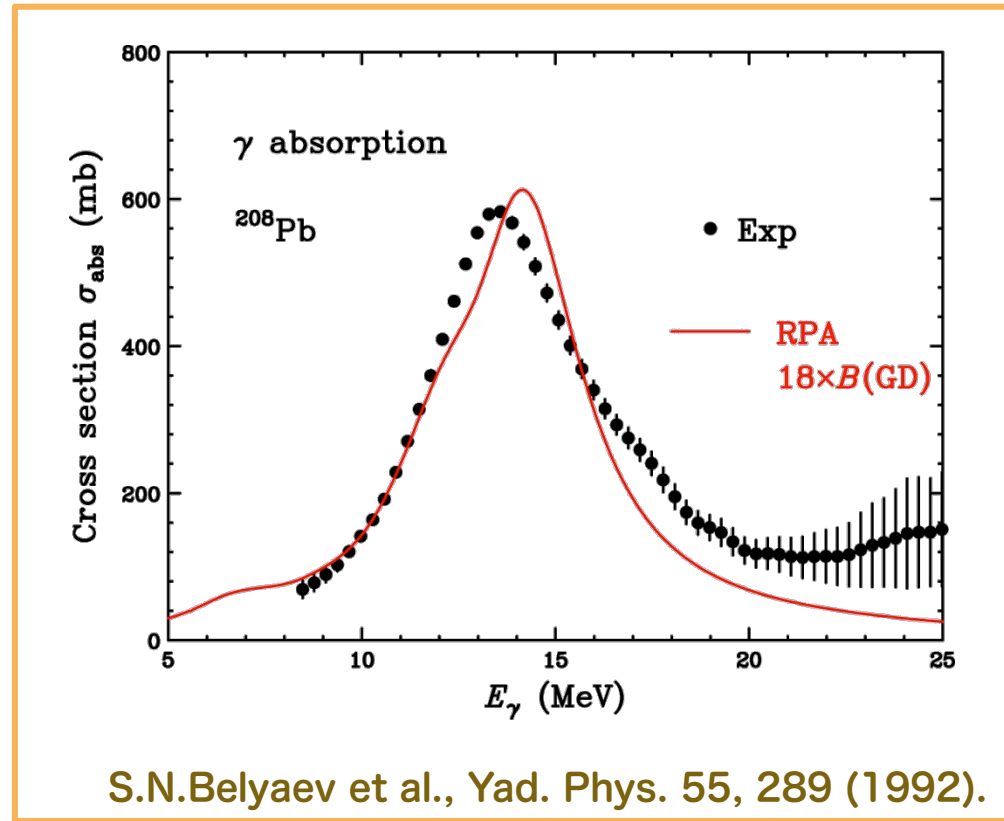 800
600
400
200
0
Cross section σabs (mb)
γ absorption
²⁰⁸Pb
● Exp
RPA
18×B(GD)
5 10 15 20 25
Eγ (MeV)
S.N.Belyaev et al., Yad. Phys. 55, 289 (1992).